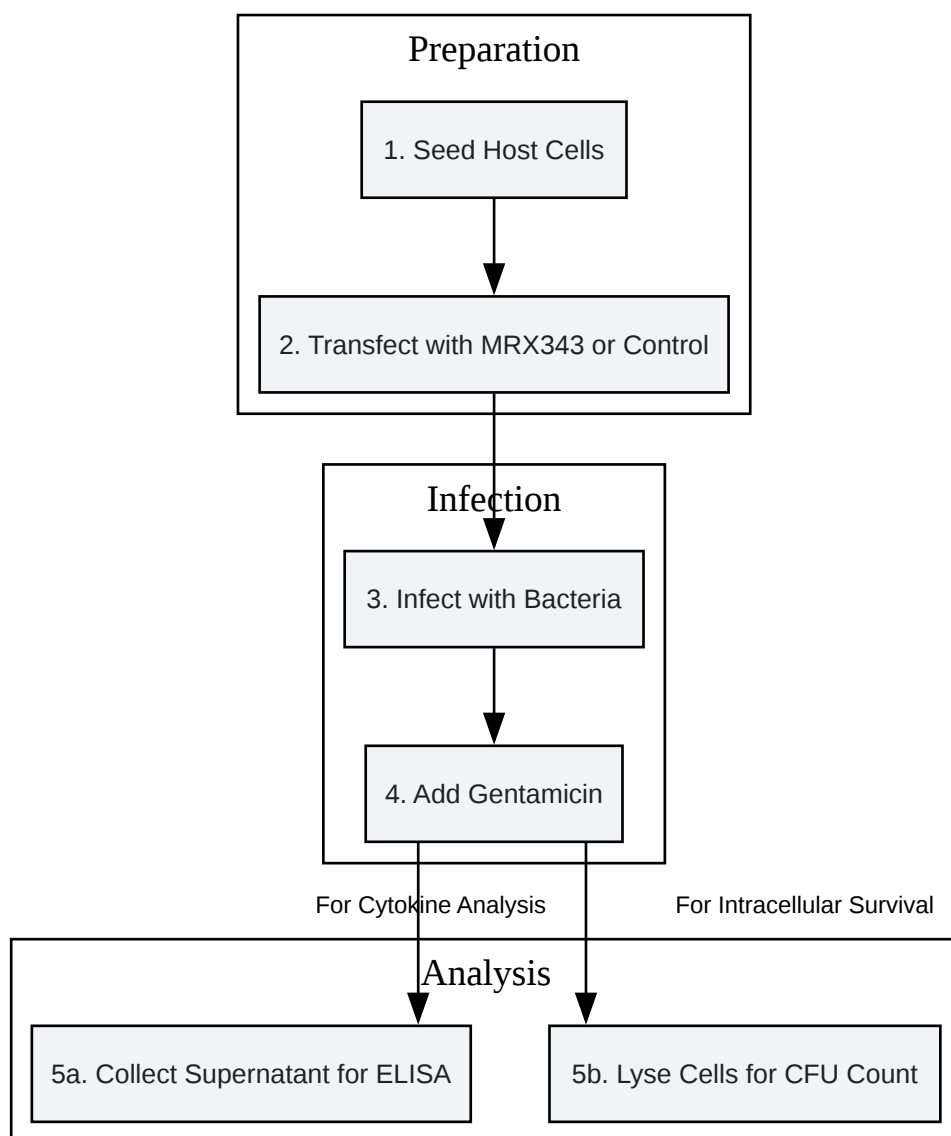 Preparation
1. Seed Host Cells
2. Transfect with MRX343 or Control
Infection
3. Infect with Bacteria
4. Add Gentamicin
For Cytokine Analysis
For Intracellular Survival
Analysis
5a. Collect Supernatant for ELISA
5b. Lyse Cells for CFU Count